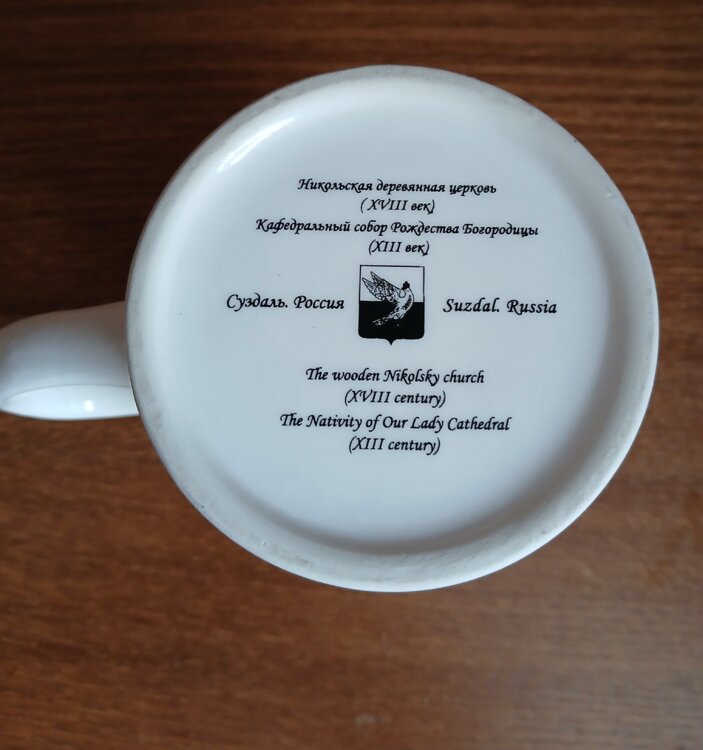 Никольская деревянная церковь
(XVIII век)
Кафедральный собор Рождества Богородицы
(XIII век)
Суздаль. Россия
Suzdal. Russia
The wooden Nikolsky church
(XVIII century)
The Nativity of Our Lady Cathedral
(XIII century)